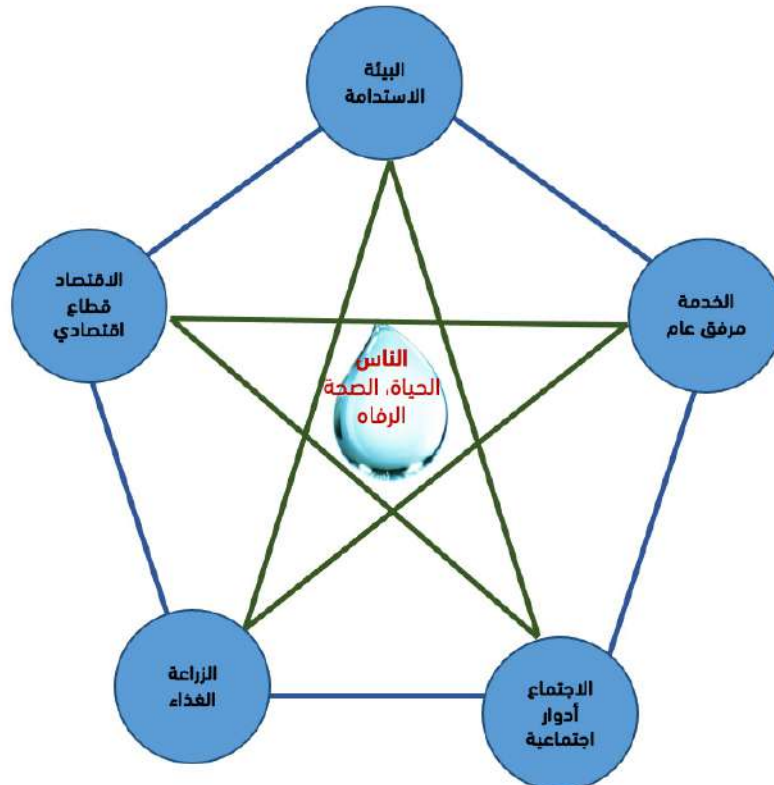 البيئة
الاستدامة
الخدمة
مرفق عام
الاقتصاد
قطاع
اقتصادي
الناس
الحياة، الصحة
الرفاه
الزراعة
الغذاء
الاجتماع
أدوار
اجتماعية